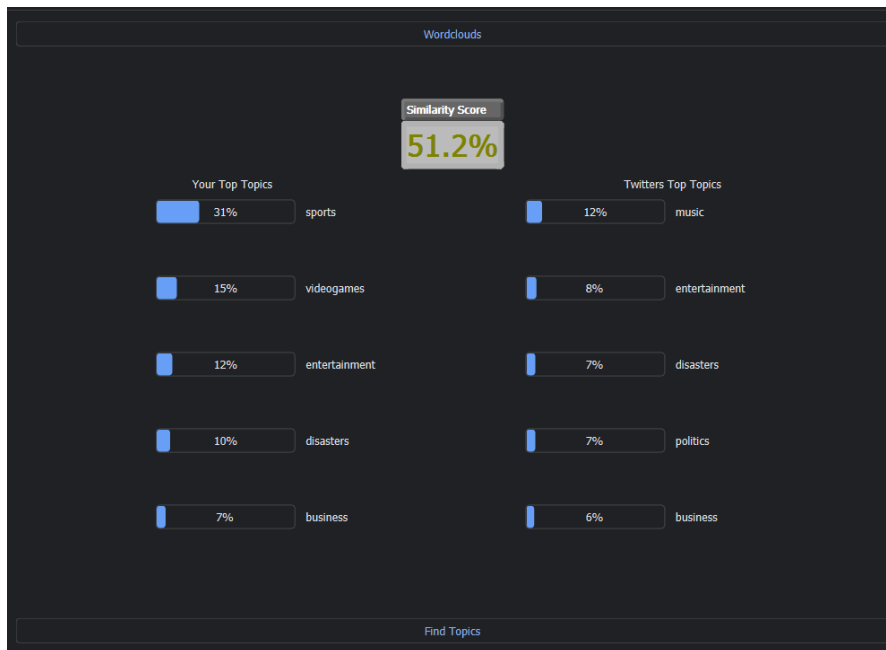 Wordclouds
Similarity Score
51.2%
Your Top Topics
31% sports
15% videogames
12% entertainment
10% disasters
7% business
Twitters Top Topics
12% music
8% entertainment
7% disasters
7% politics
6% business
Find Topics